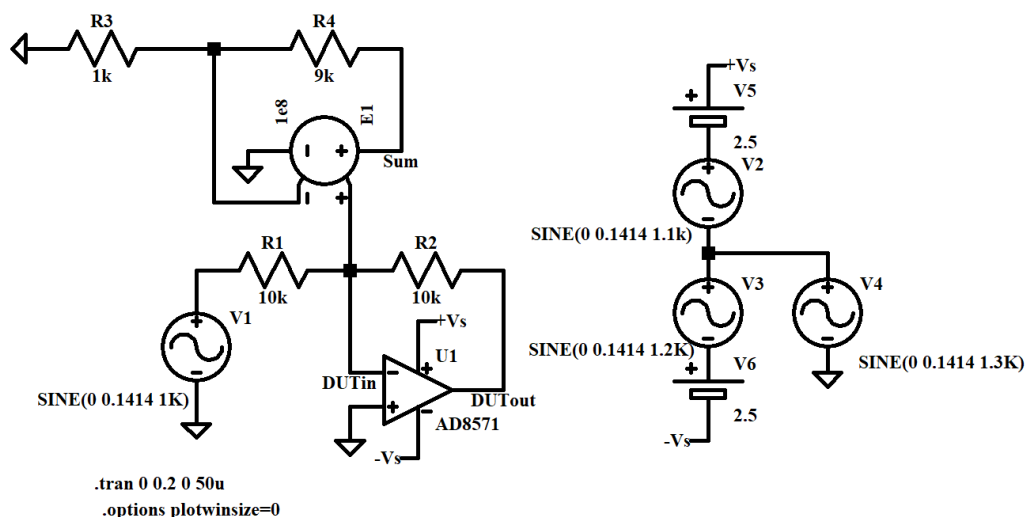 R3
1k
R4
9k
1e8
E1
Sum
R1
10k
R2
10k
V1
SINE(0 0.1414 1K)
+Vs
U1
DUTin
DUTout
AD8571
-Vs
.tran 0 0.2 0 50u
.options plotwinsize=0
+Vs
V5
2.5
V2
SINE(0 0.1414 1.1k)
V3
SINE(0 0.1414 1.2K)
V4
SINE(0 0.1414 1.3K)
V6
2.5
-Vs